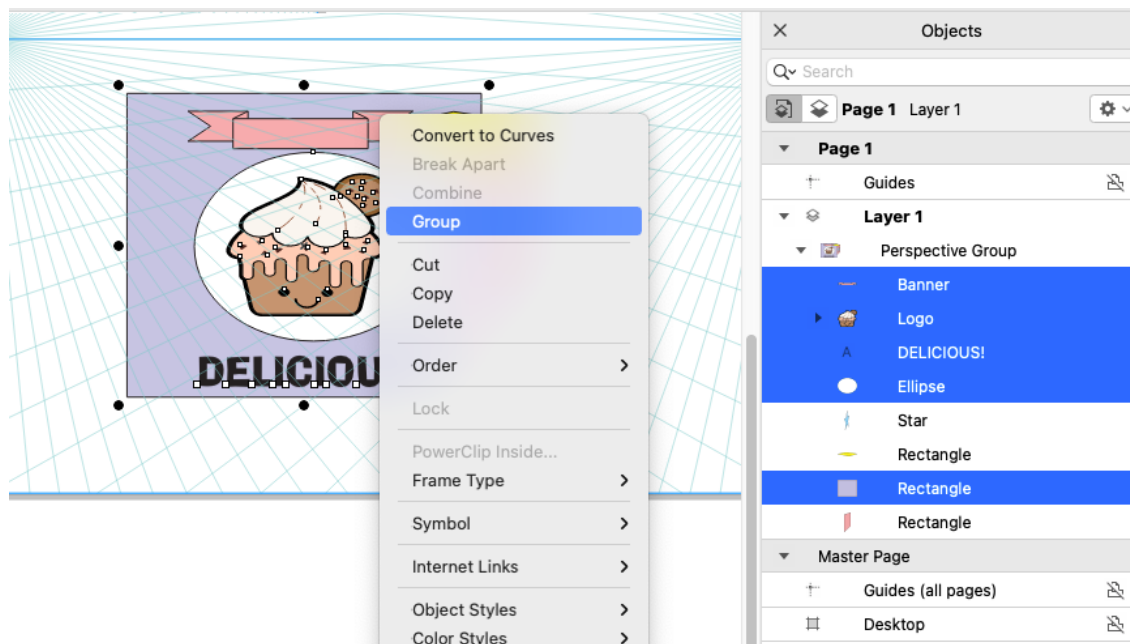 DELICIOU
Convert to Curves
Break Apart
Combine
Group
Cut
Copy
Delete
Order
Lock
PowerClip Inside...
Frame Type
Symbol
Internet Links
Object Styles
Color Styles
Objects
Search
Page 1 Layer 1
Page 1
Guides
Layer 1
Perspective Group
Banner
Logo
A DELICIOUS!
Ellipse
Star
Rectangle
Rectangle
Rectangle
Master Page
Guides (all pages)
Desktop